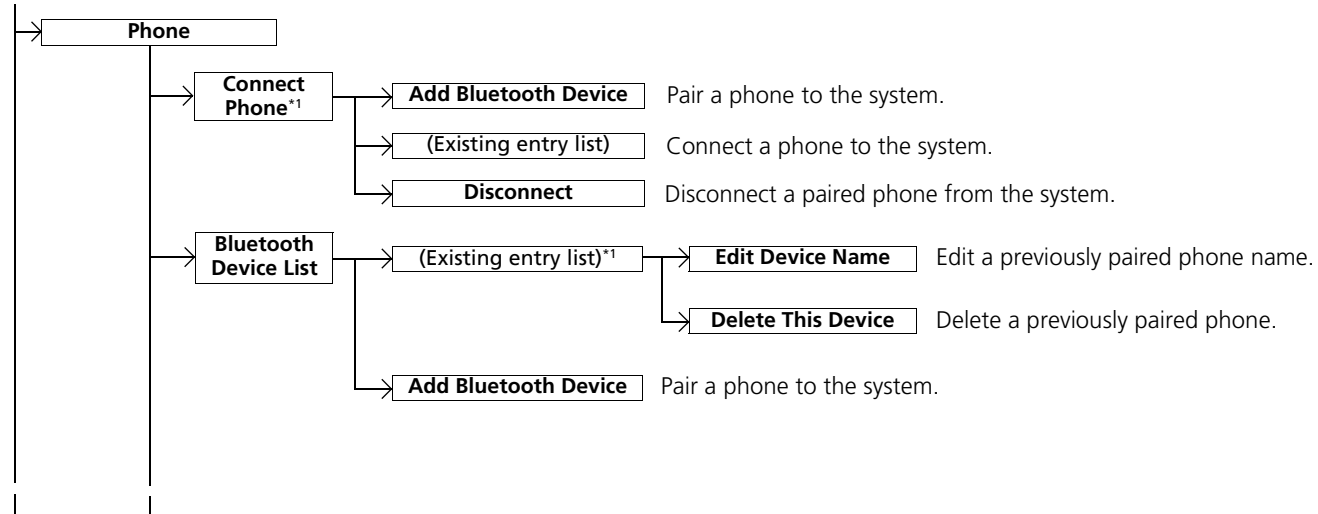 Phone
Connect
Phone*1
Add Bluetooth Device
Pair a phone to the system.
(Existing entry list)
Connect a phone to the system.
Disconnect
Disconnect a paired phone from the system.
Bluetooth
Device List
(Existing entry list)*1
Edit Device Name
Edit a previously paired phone name.
Delete This Device
Delete a previously paired phone.
Add Bluetooth Device
Pair a phone to the system.